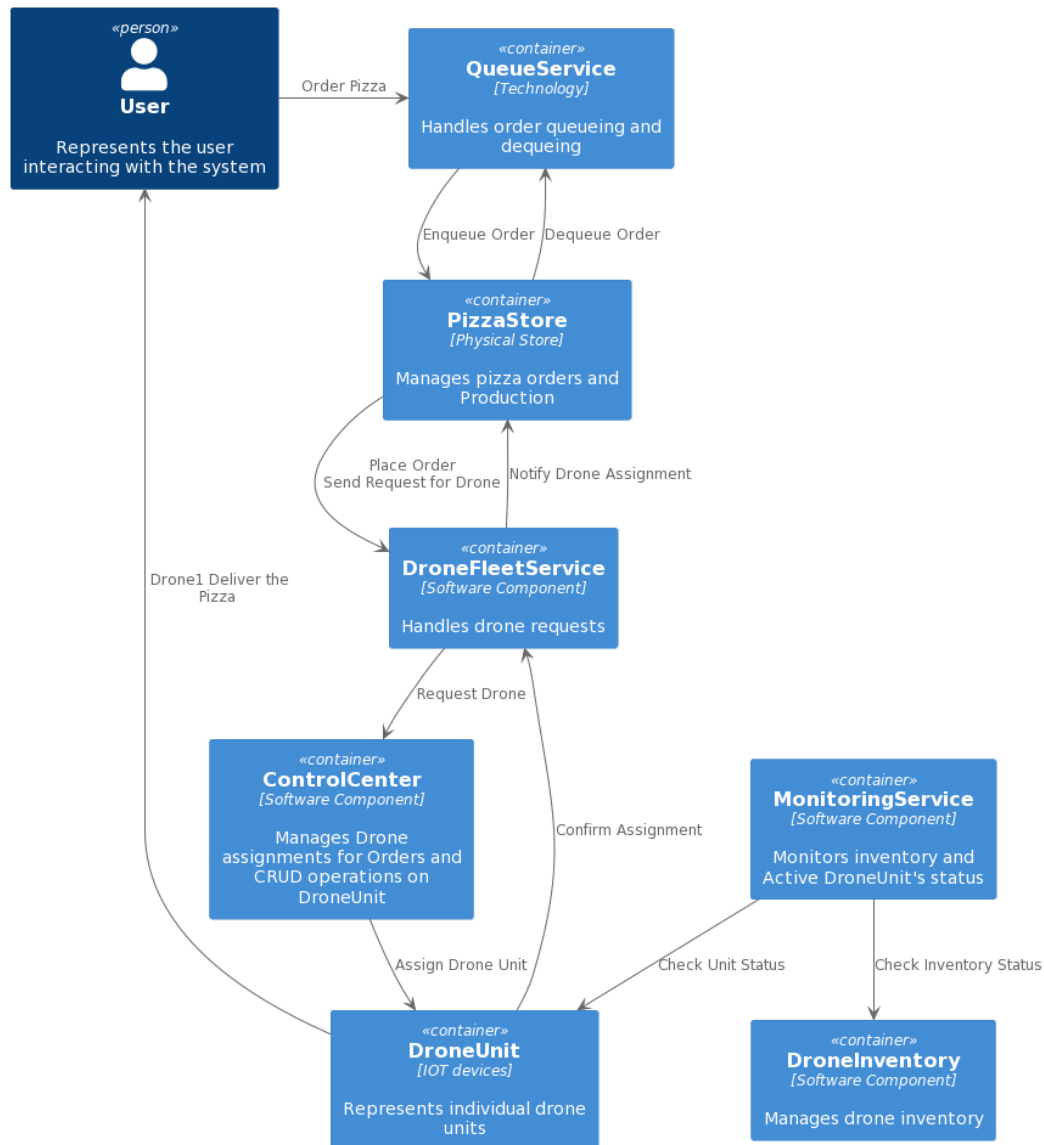 «person»
User
Represents the user
interacting with the system
Order Pizza
«container»
QueueService
[Technology]
Handles order queueing and
dequeing
Enqueue Order
Dequeue Order
«container»
PizzaStore
[Physical Store]
Manages pizza orders and
Production
Place Order
Send Request for Drone
Notify Drone Assignment
«container»
DroneFleetService
[Software Component]
Handles drone requests
Drone1 Deliver the
Pizza
Request Drone
«container»
ControlCenter
[Software Component]
Manages Drone
assignments for Orders and
CRUD operations on
DroneUnit
Confirm Assignment
«container»
MonitoringService
[Software Component]
Monitors inventory and
Active DroneUnit's status
Assign Drone Unit
Check Unit Status
Check Inventory Status
«container»
DroneUnit
[IOT devices]
Represents individual drone
units
«container»
DroneInventory
[Software Component]
Manages drone inventory